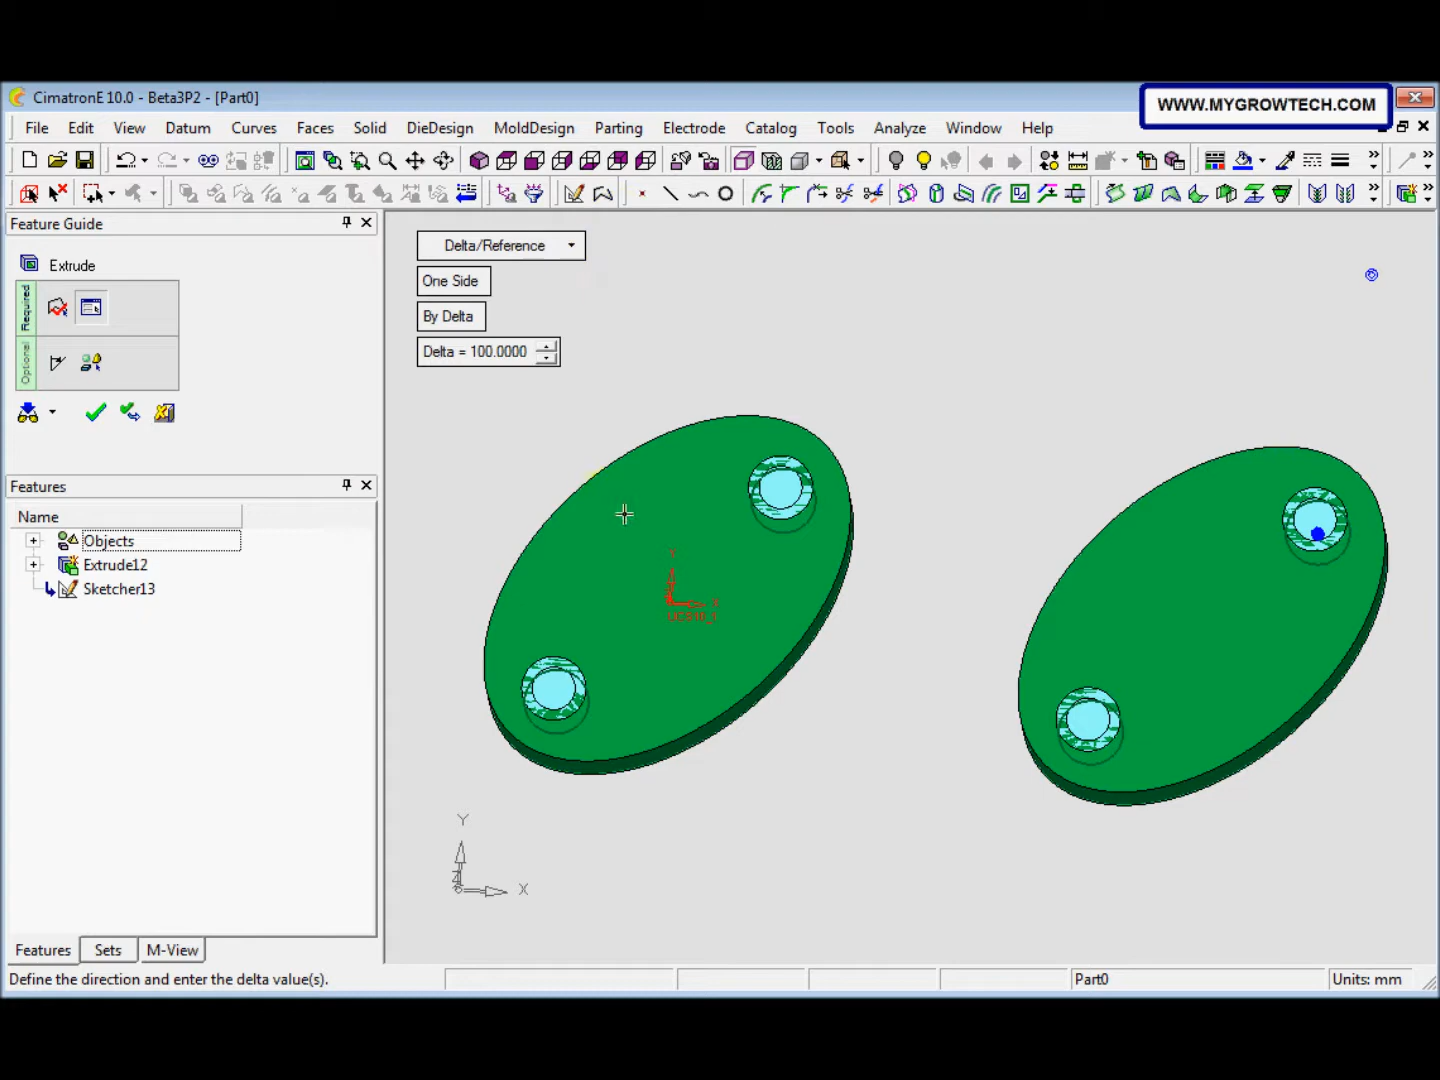 CimatronE 10.0 - Beta3P2 - [Part0]
WWW.MYGROWTECH.COM
File Edit View Datum Curves Faces Solid DieDesign MoldDesign Parting Electrode Catalog Tools Analyze Window Help
Feature Guide
Extrude
Required
Optional
Features
Name
Objects
Extrude12
Sketcher13
Delta/Reference
One Side
By Delta
Delta = 100.0000
Y
X
Y
X
Features Sets M-View
Define the direction and enter the delta value(s).
Part0
Units: mm